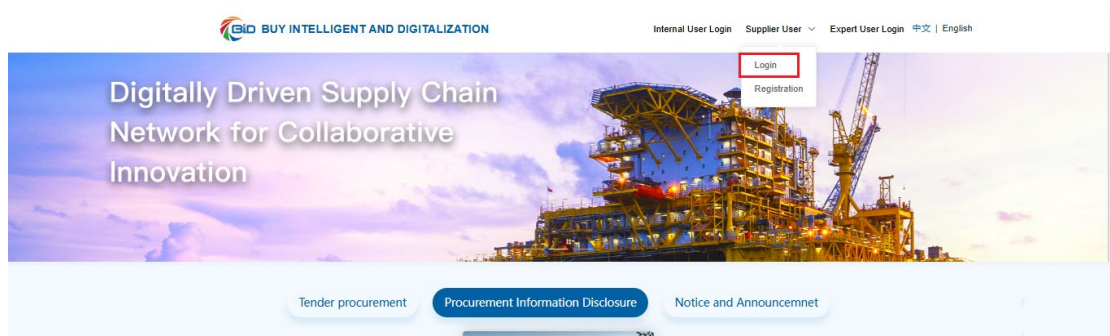 BID BUY INTELLIGENT AND DIGITALIZATION
Internal User Login Supplier User Expert User Login 中文 | English
Login
Registration
Digitally Driven Supply Chain
Network for Collaborative
Innovation
Tender procurement Procurement Information Disclosure Notice and Announcemnet